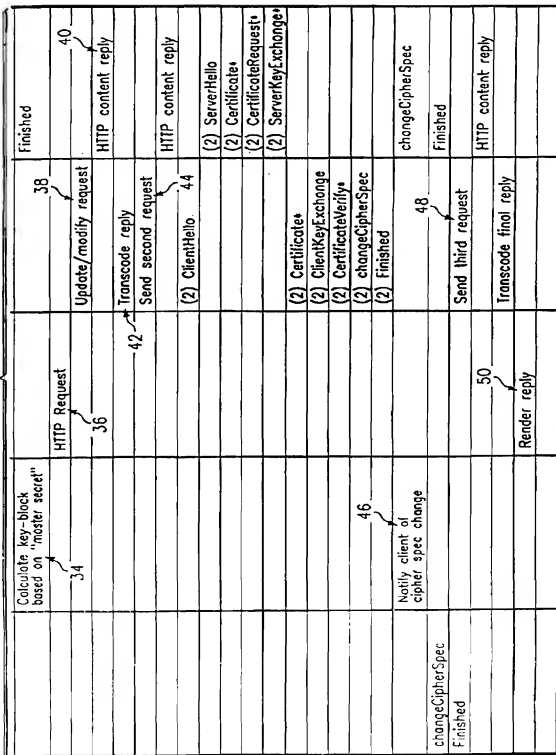 Calculate key-block
based on "master secret"
34
Finished
HTTP Request
36
38
Update/modify request
40
HTTP content reply
42
Transcode reply
Send second request
44
HTTP content reply
(2) ClientHello
(2) ServerHello
(2) Certificate*
(2) CertificateRequest*
(2) ServerKeyExchange*
(2) Certificate*
(2) ClientKeyExchange
(2) CertificateVerify*
(2) changeCipherSpec
(2) Finished
46
Notify client of
cipher spec change
changeCipherSpec
changeCipherSpec
Finished
Finished
48
Send third request
HTTP content reply
Transcode final reply
50
Render reply